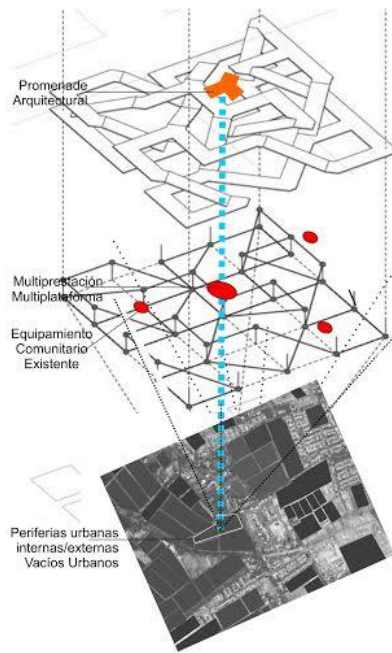 Promenade
Arquitectural
Multiprestación
Multiplataforma
Equipamiento
Comunitario
Existente
Periferias urbanas
internas/externas
Vacios Urbanos